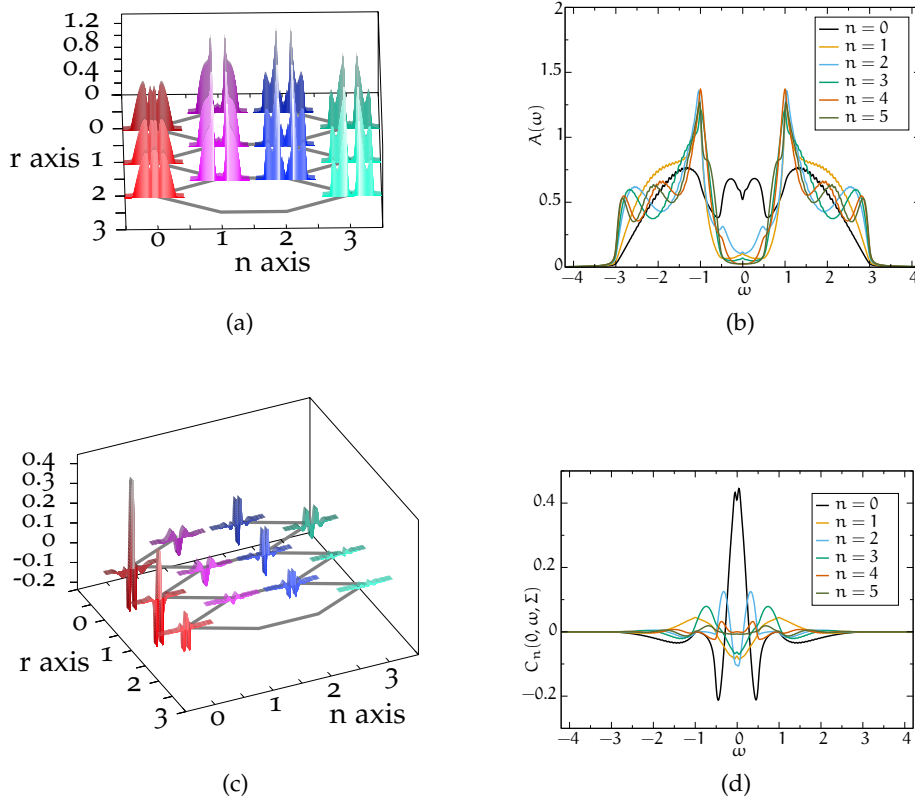 1.2
0.8
0.4
0
0
r axis 1
2
3
0 1 2 3
n axis
(a)
2
1.5
1
0.5
0
A(ω)
n = 0
n = 1
n = 2
n = 3
n = 4
n = 5
−4 −3 −2 −1 0 1 2 3 4
ω
(b)
0.4
0.3
0.2
0.1
0
-0.1
-0.2
0
1
2
3
r axis
0 1 2 3
n axis
(c)
0.4
0.2
0
−0.2
C_n(0, ω, Σ)
n = 0
n = 1
n = 2
n = 3
n = 4
n = 5
−4 −3 −2 −1 0 1 2 3 4
ω
(d)